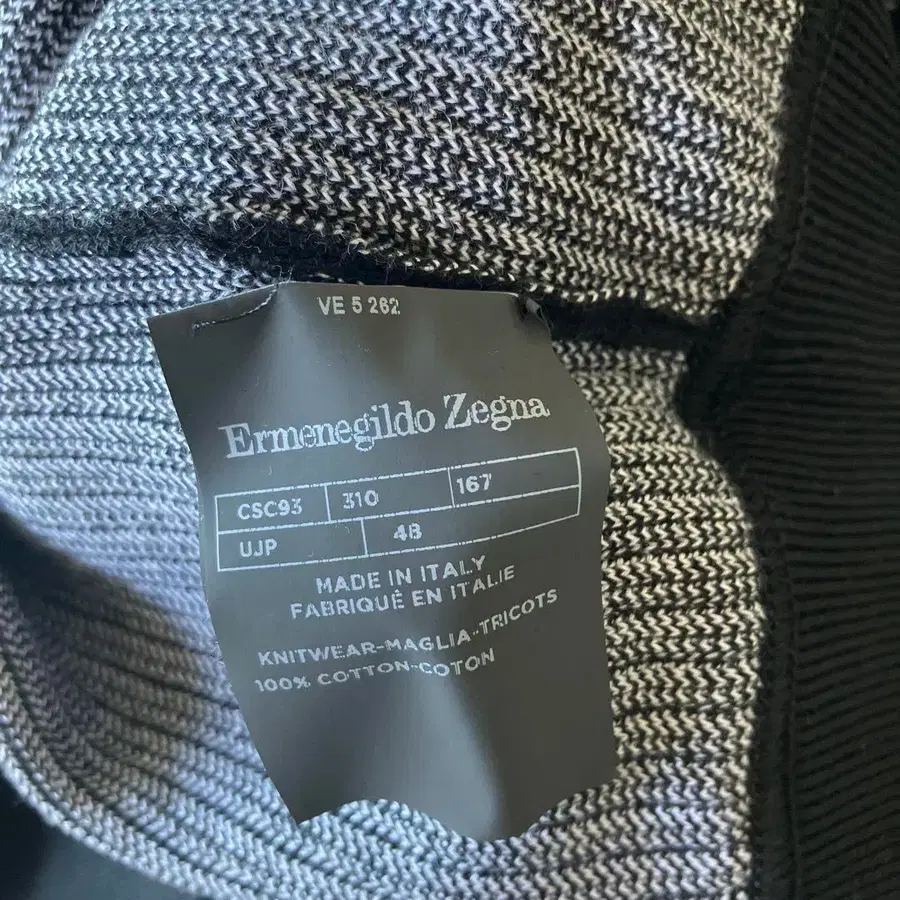 VE 5 262
Ermenegildo Zegna
CSC93 310 167
UJP 48
MADE IN ITALY
FABRIQUÉ EN ITALIE
KNITWEAR-MAGLIA-TRICOTS
100% COTTON-COTON